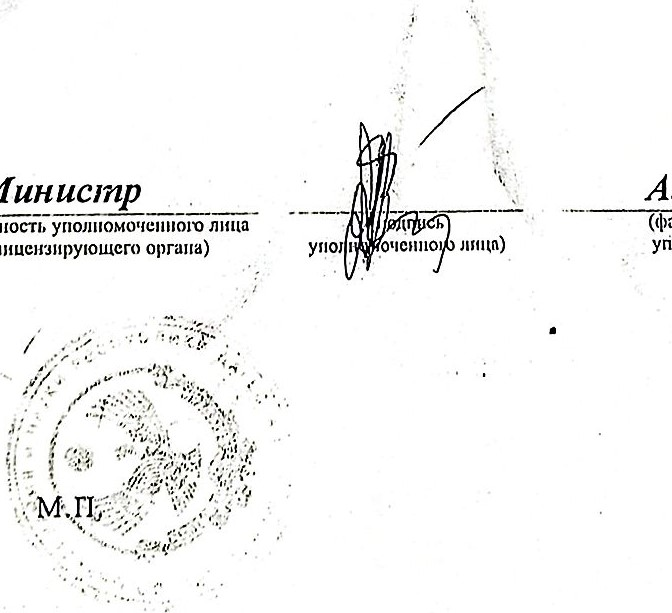 Министр
ность уполномоченного лица
лицензирующего органа)
подпись
уполномоченного лица)
А
(фа
уп
М.П.